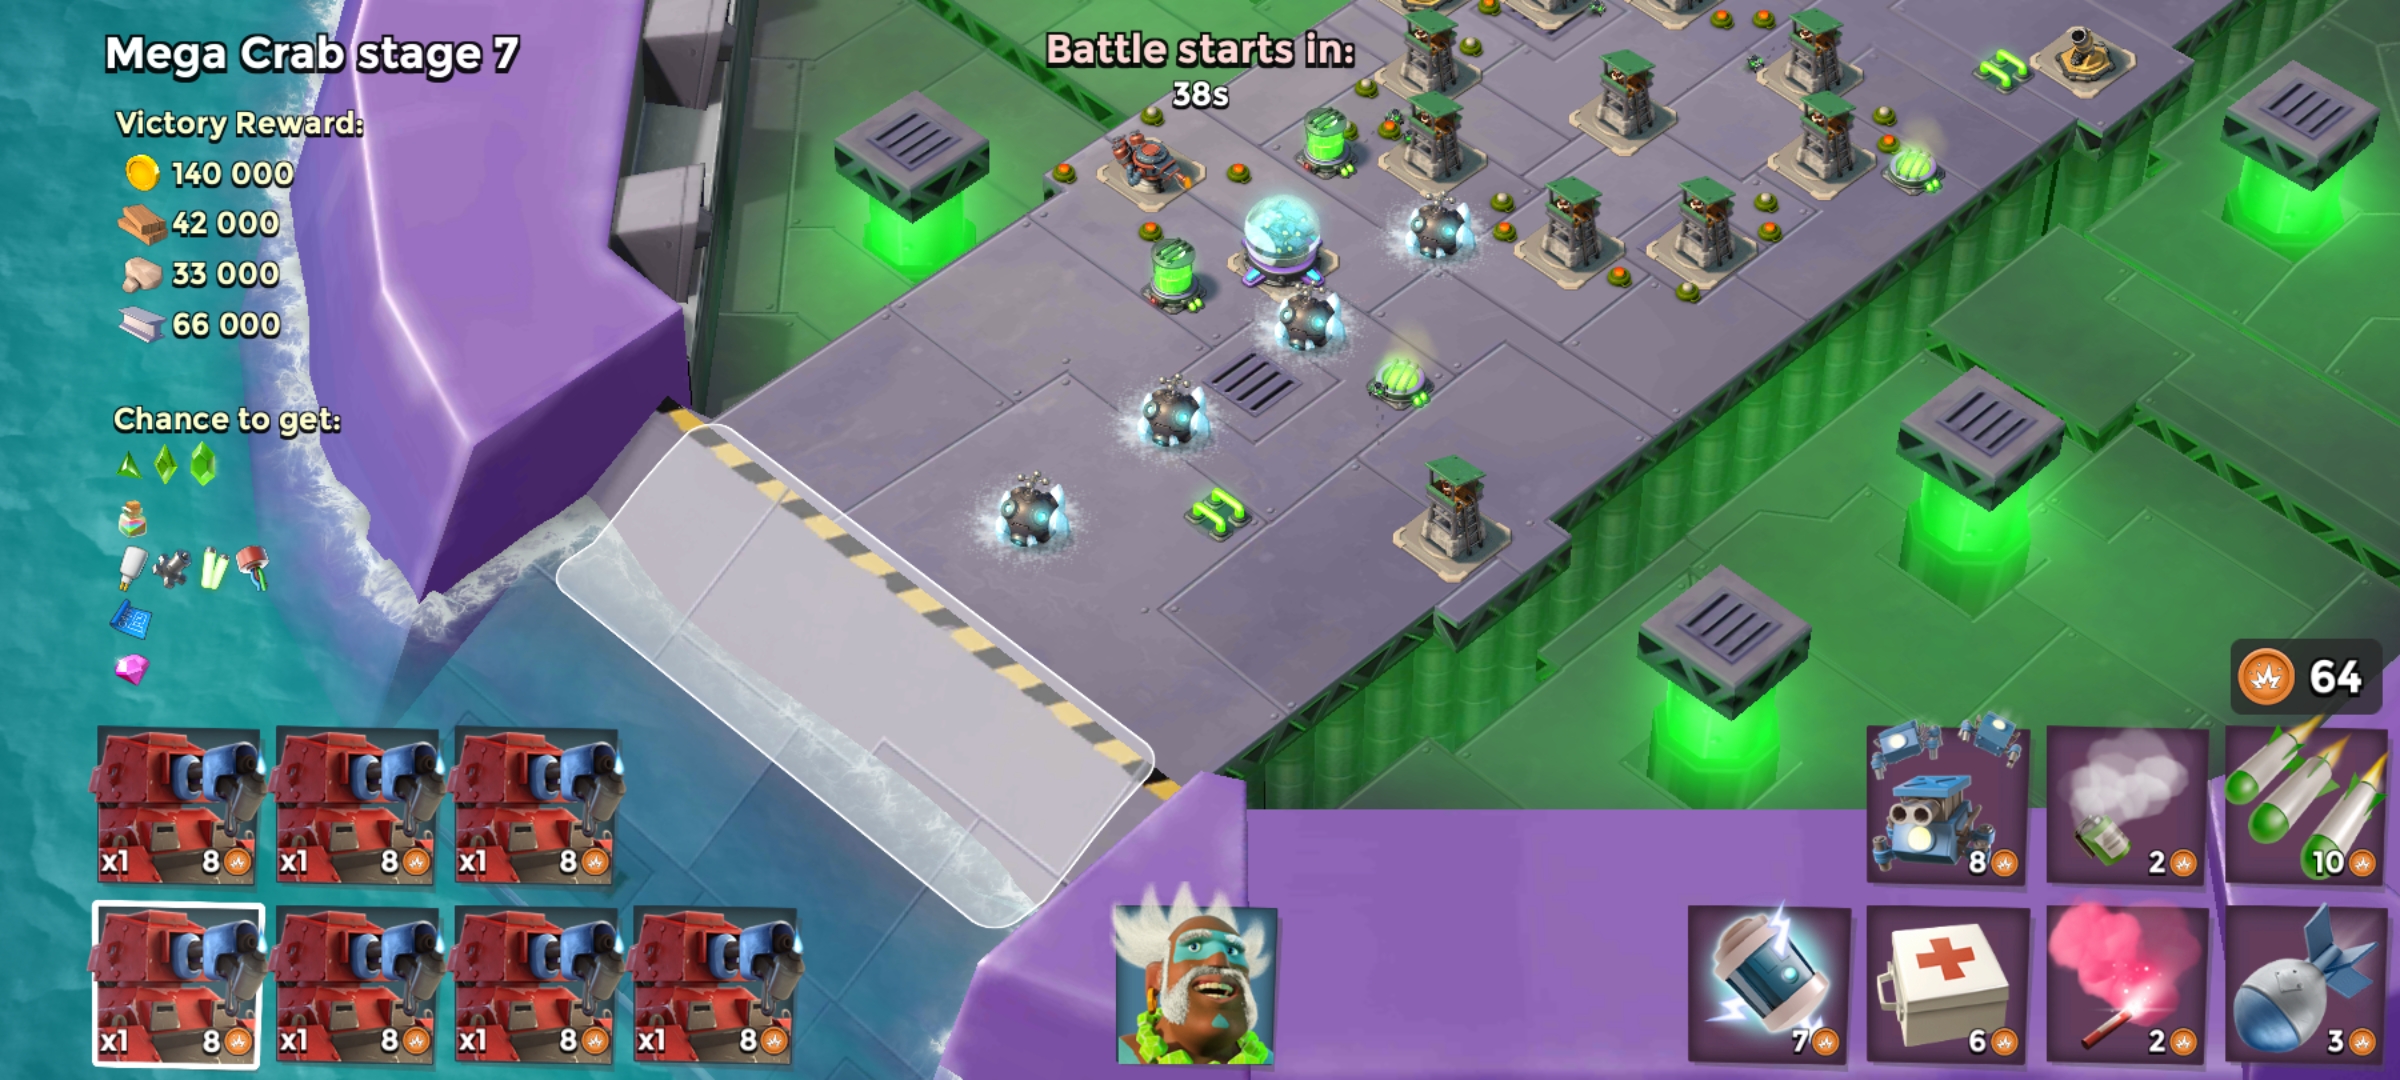 Mega Crab stage 7
Battle starts in:
38s
Victory Reward:
140 000
42 000
33 000
66 000
Chance to get:
64
x1 8
x1 8
x1 8
8
2
10
x1 8
x1 8
x1 8
x1 8
7
6
2
3